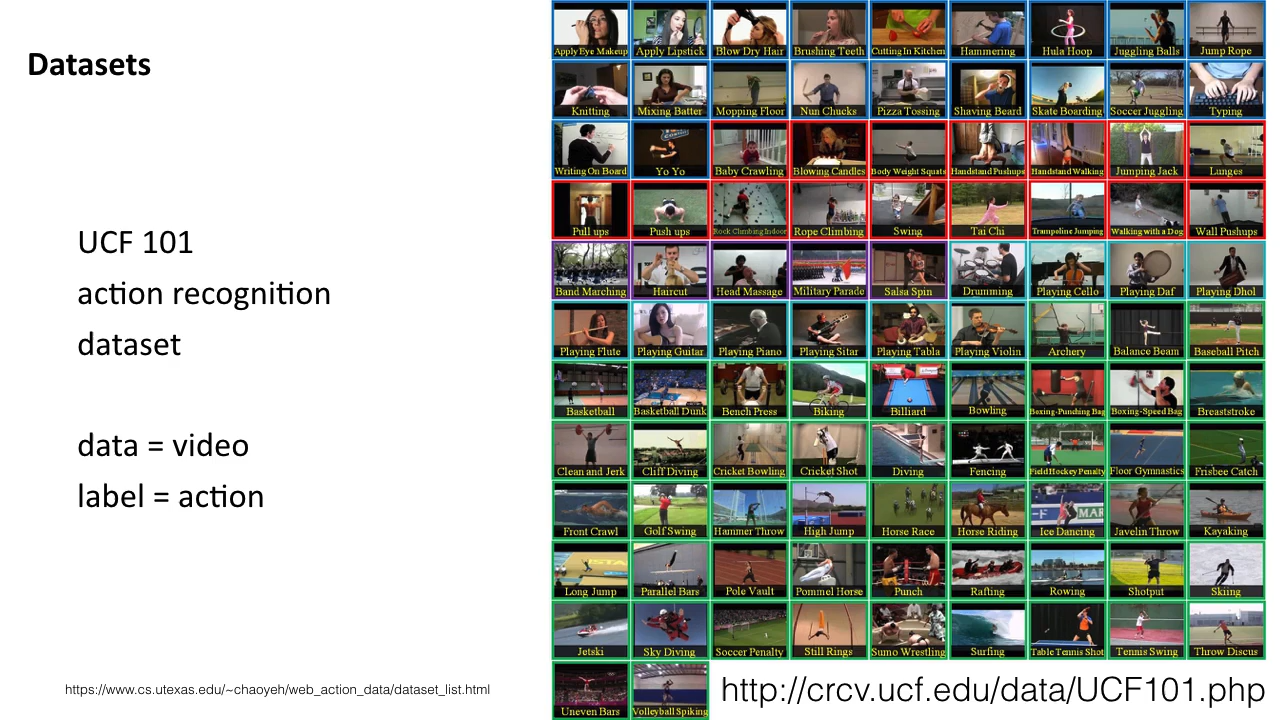 Datasets
UCF 101
action recognition
dataset
data = video
label = action
https://www.cs.utexas.edu/~chaoyeh/web_action_data/dataset_list.html
Apply Eye Makeup Apply Lipstick Blow Dry Hair Brushing Teeth Cutting In Kitchen Hammering Hula Hoop Juggling Balls Jump Rope
Knitting Mixing Batter Mopping Floor Nun Chucks Pizza Tossing Shaving Beard Skate Boarding Soccer Juggling Typing
Writing On Board Yo Yo Baby Crawling Blowing Candles Body Weight Squats Handstand Pushups Handstand Walking Jumping Jack Lunges
Pull ups Push ups Rock Climbing Indoor Rope Climbing Swing Tai Chi Trampoline Jumping Walking with a Dog Wall Pushups
Band Marching Haircut Head Massage Military Parade Salsa Spin Drumming Playing Cello Playing Daf Playing Dhol
Playing Flute Playing Guitar Playing Piano Playing Sitar Playing Tabla Playing Violin Archery Balance Beam Baseball Pitch
Basketball Basketball Dunk Bench Press Biking Billiard Bowling Boxing-Punching Bag Boxing-Speed Bag Breaststroke
Clean and Jerk Cliff Diving Cricket Bowling Cricket Shot Diving Fencing Field Hockey Penalty Floor Gymnastics Frisbee Catch
Front Crawl Golf Swing Hammer Throw High Jump Horse Race Horse Riding Ice Dancing Javelin Throw Kayaking
Long Jump Parallel Bars Pole Vault Pommel Horse Punch Rafting Rowing Shotput Skiing
Jetski Sky Diving Soccer Penalty Still Rings Sumo Wrestling Surfing Table Tennis Shot Tennis Swing Throw Discus
Uneven Bars Volleyball Spiking
http://crcv.ucf.edu/data/UCF101.php